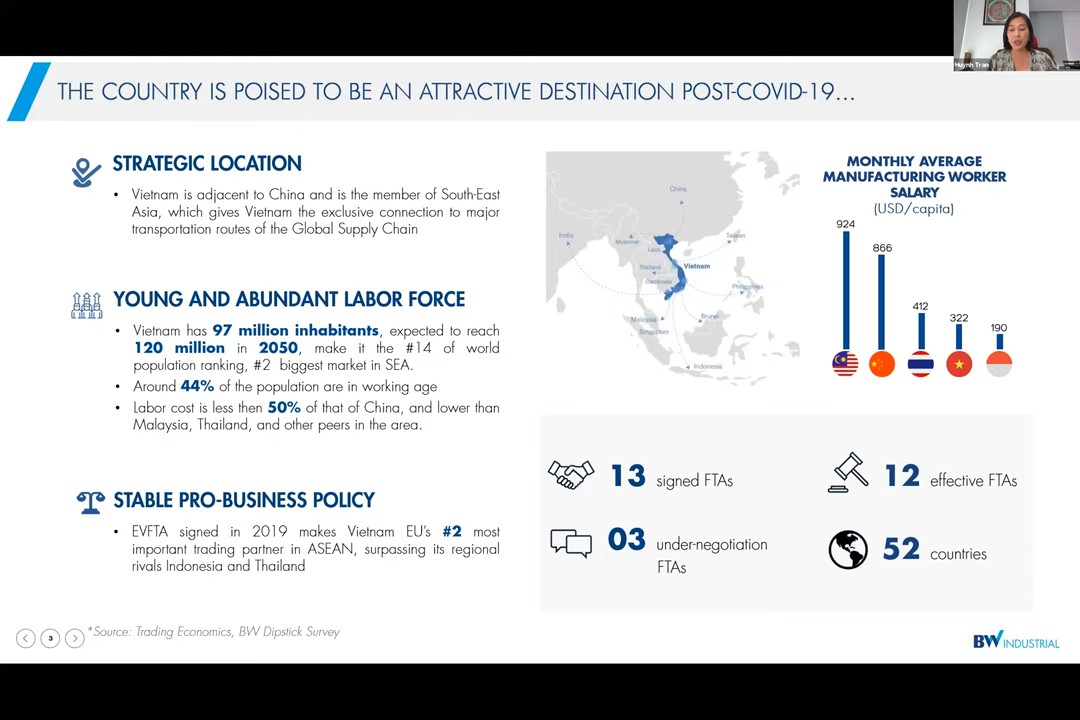 Huynh Tran
THE COUNTRY IS POISED TO BE AN ATTRACTIVE DESTINATION POST-COVID-19...
STRATEGIC LOCATION
• Vietnam is adjacent to China and is the member of South-East
Asia, which gives Vietnam the exclusive connection to major
transportation routes of the Global Supply Chain
YOUNG AND ABUNDANT LABOR FORCE
• Vietnam has 97 million inhabitants, expected to reach
120 million in 2050, make it the #14 of world
population ranking, #2 biggest market in SEA.
• Around 44% of the population are in working age
• Labor cost is less then 50% of that of China, and lower than
Malaysia, Thailand, and other peers in the area.
STABLE PRO-BUSINESS POLICY
• EVFTA signed in 2019 makes Vietnam EU's #2 most
important trading partner in ASEAN, surpassing its regional
rivals Indonesia and Thailand
China
India
Myanmar
Laos
Taiwan
Thailand
Vietnam
Cambodia
Philippines
Malaysia
Brunei
Singapore
Indonesia
MONTHLY AVERAGE
MANUFACTURING WORKER
SALARY
(USD/capita)
924
866
412
322
190
13 signed FTAs
12 effective FTAs
03 under-negotiation
FTAs
52 countries
3
*Source: Trading Economics, BW Dipstick Survey
BW INDUSTRIAL